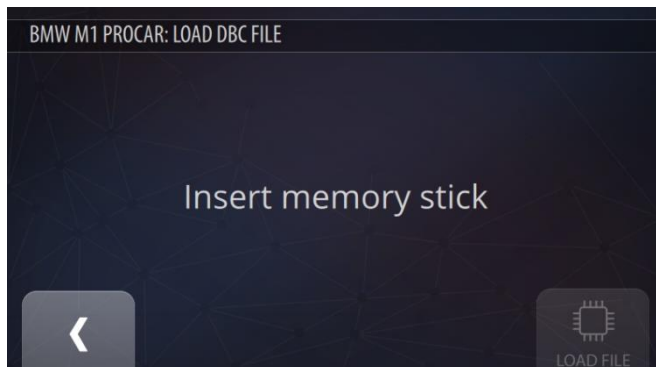 BMW M1 PROCAR: LOAD DBC FILE
Insert memory stick
LOAD FILE